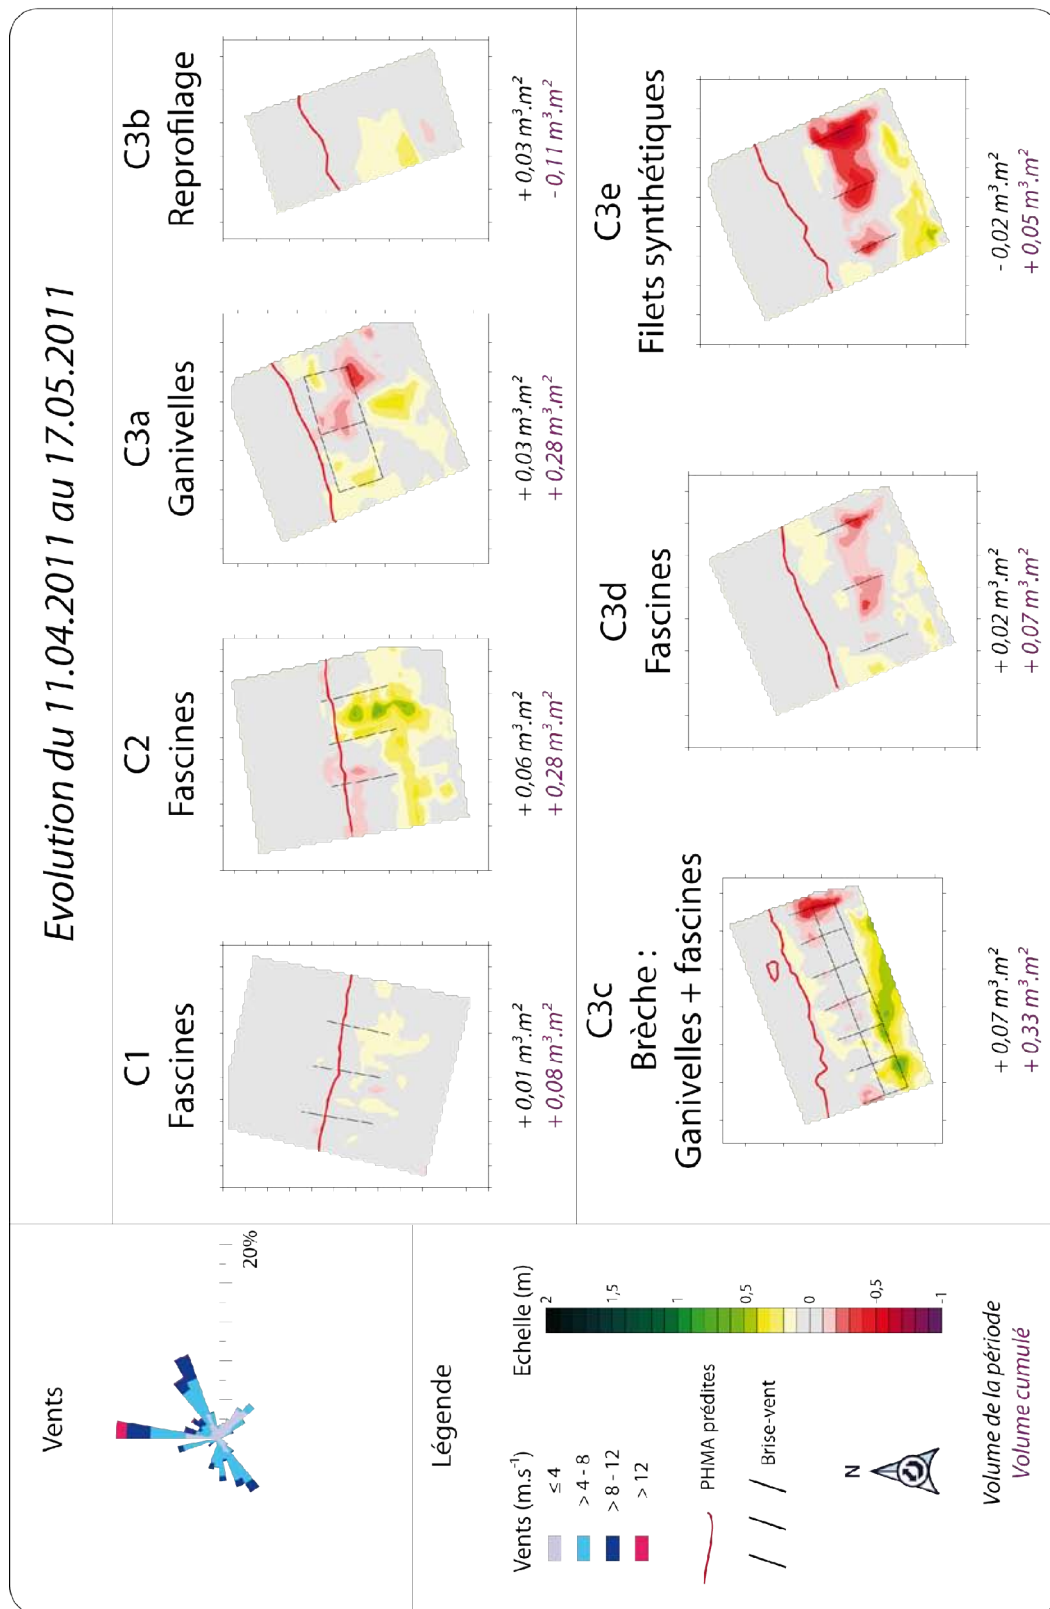 Evolution du 11.04.2011 au 17.05.2011
Vents
20%
C1
Fascines
+ 0,01 m³.m²
+ 0,08 m³.m²
C2
Fascines
+ 0,06 m³.m²
+ 0,28 m³.m²
C3a
Ganivelles
+ 0,03 m³.m²
+ 0,28 m³.m²
C3b
Reprofilage
+ 0,03 m³.m²
- 0,11 m³.m²
Légende
Vents (m.s⁻¹)
≤ 4
> 4 - 8
> 8 - 12
> 12
PHMA prédites
Brise-vent
N
Echelle (m)
2
1,5
1
0,5
0
-0,5
-1
Volume de la période
Volume cumulé
C3c
Brèche :
Ganivelles + fascines
+ 0,07 m³.m²
+ 0,33 m³.m²
C3d
Fascines
+ 0,02 m³.m²
+ 0,07 m³.m²
C3e
Filets synthétiques
- 0,02 m³.m²
+ 0,05 m³.m²